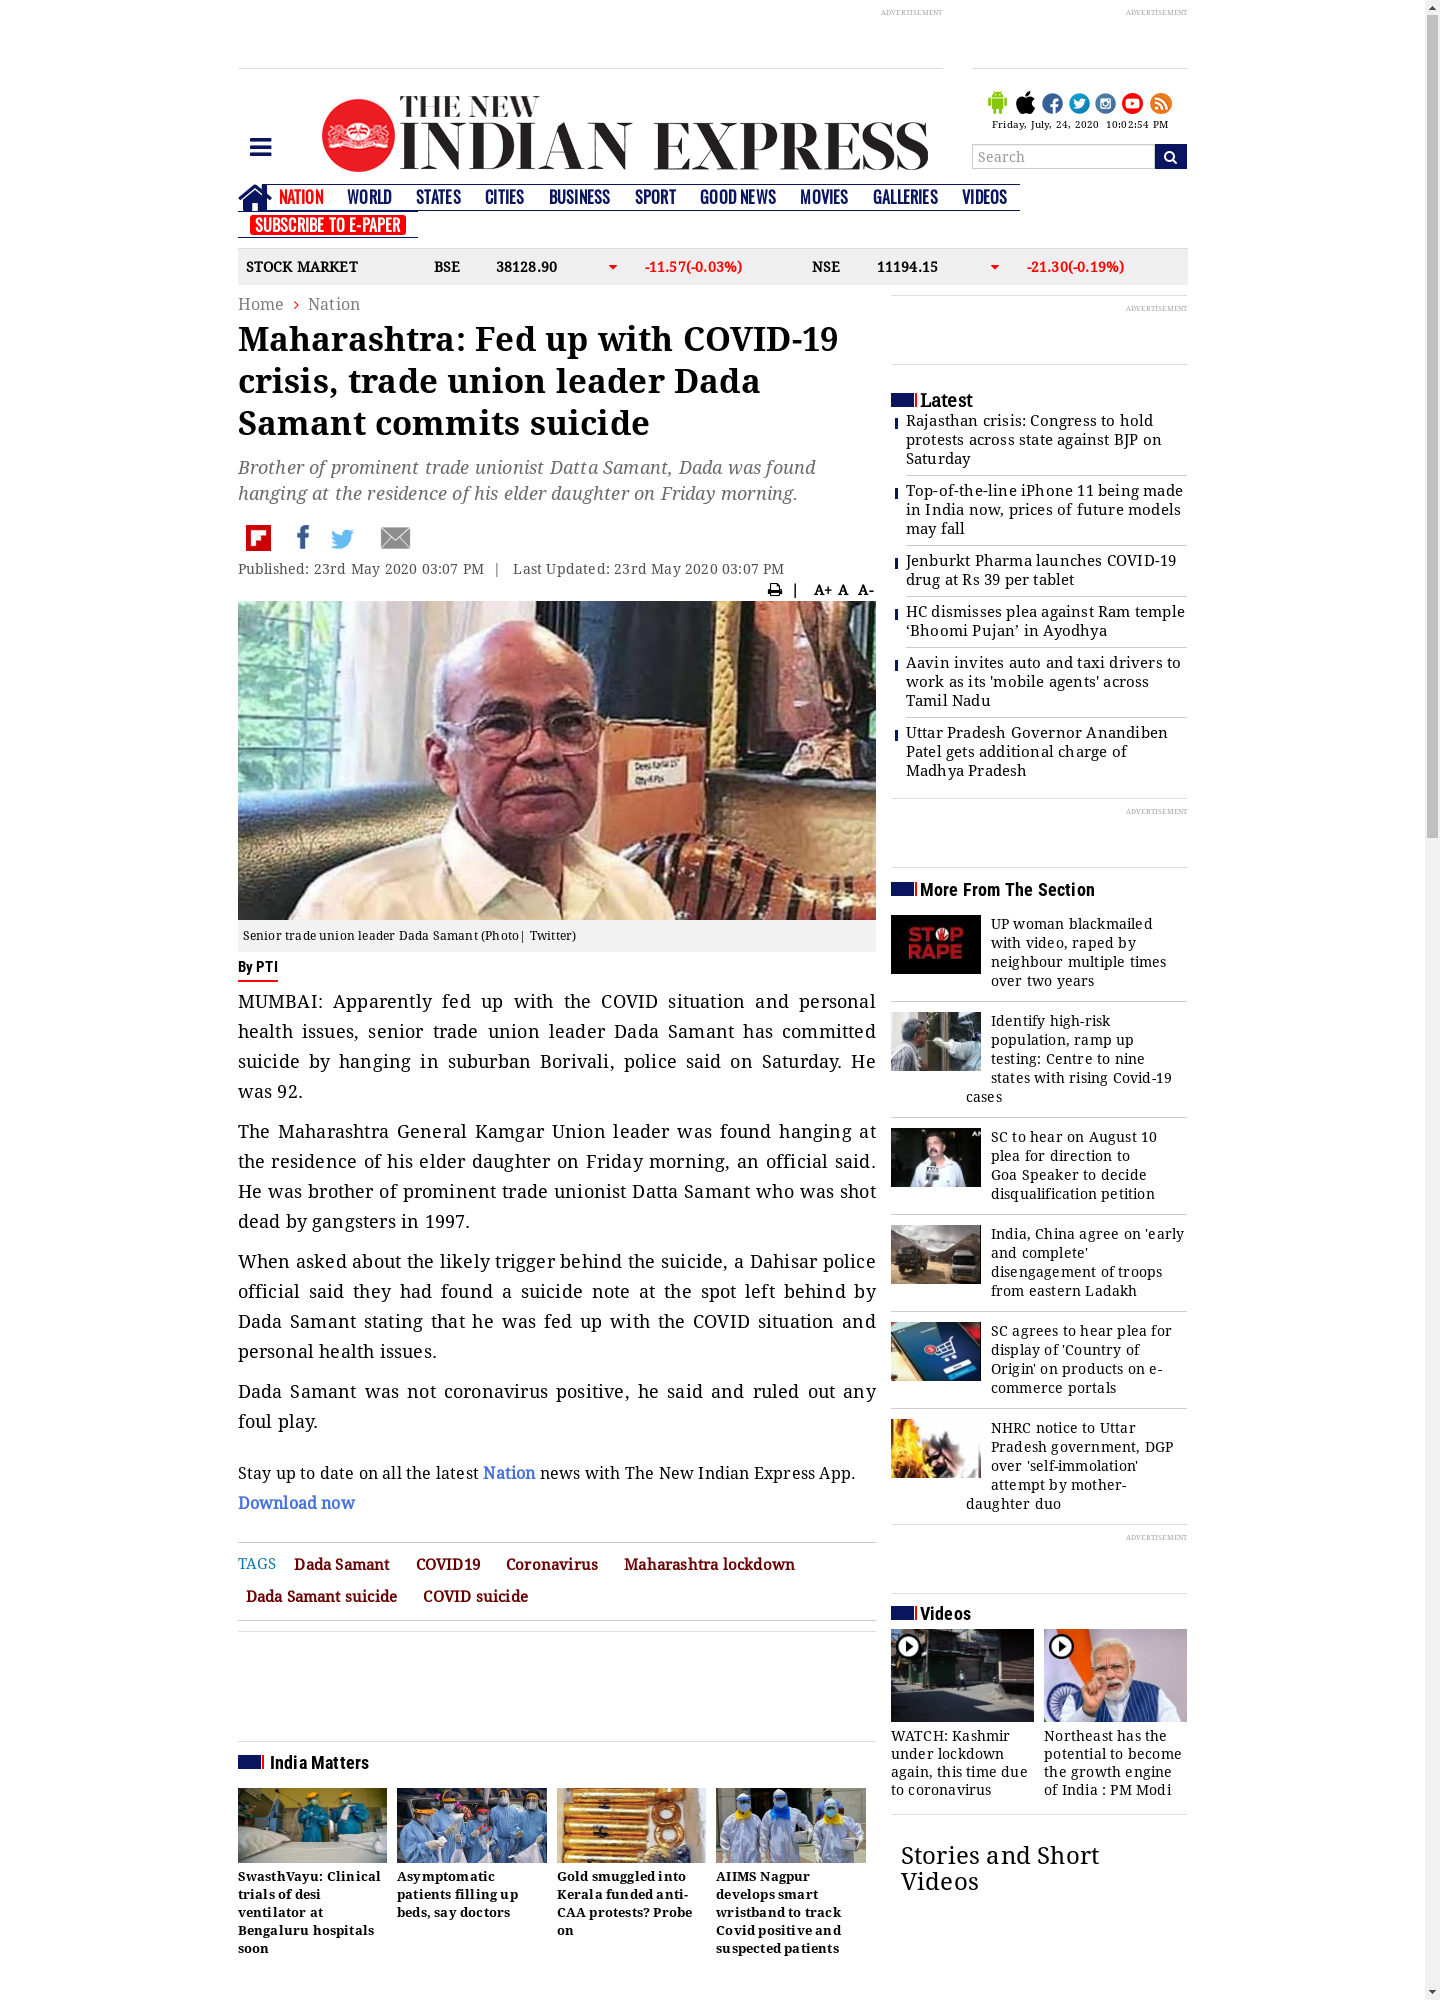 ADVERTISEMENT
ADVERTISEMENT
THE NEW
INDIAN EXPRESS
Friday, July, 24, 2020 10:02:54 PM
Search
NATION WORLD STATES CITIES BUSINESS SPORT GOOD NEWS MOVIES GALLERIES VIDEOS
SUBSCRIBE TO E-PAPER
STOCK MARKET BSE 38128.90 -11.57(-0.03%) NSE 11194.15 -21.30(-0.19%)
Home › Nation
Maharashtra: Fed up with COVID-19
crisis, trade union leader Dada
Samant commits suicide
Brother of prominent trade unionist Datta Samant, Dada was found
hanging at the residence of his elder daughter on Friday morning.
Published: 23rd May 2020 03:07 PM | Last Updated: 23rd May 2020 03:07 PM
| A+ A A-
Senior trade union leader Dada Samant (Photo| Twitter)
By PTI
MUMBAI: Apparently fed up with the COVID situation and personal
health issues, senior trade union leader Dada Samant has committed
suicide by hanging in suburban Borivali, police said on Saturday. He
was 92.
The Maharashtra General Kamgar Union leader was found hanging at
the residence of his elder daughter on Friday morning, an official said.
He was brother of prominent trade unionist Datta Samant who was shot
dead by gangsters in 1997.
When asked about the likely trigger behind the suicide, a Dahisar police
official said they had found a suicide note at the spot left behind by
Dada Samant stating that he was fed up with the COVID situation and
personal health issues.
Dada Samant was not coronavirus positive, he said and ruled out any
foul play.
Stay up to date on all the latest Nation news with The New Indian Express App.
Download now
TAGS Dada Samant COVID19 Coronavirus Maharashtra lockdown
Dada Samant suicide COVID suicide
India Matters
SwasthVayu: Clinical
trials of desi
ventilator at
Bengaluru hospitals
soon
Asymptomatic
patients filling up
beds, say doctors
Gold smuggled into
Kerala funded anti-
CAA protests? Probe
on
AIIMS Nagpur
develops smart
wristband to track
Covid positive and
suspected patients
ADVERTISEMENT
Latest
Rajasthan crisis: Congress to hold
protests across state against BJP on
Saturday
Top-of-the-line iPhone 11 being made
in India now, prices of future models
may fall
Jenburkt Pharma launches COVID-19
drug at Rs 39 per tablet
HC dismisses plea against Ram temple
‘Bhoomi Pujan’ in Ayodhya
Aavin invites auto and taxi drivers to
work as its 'mobile agents' across
Tamil Nadu
Uttar Pradesh Governor Anandiben
Patel gets additional charge of
Madhya Pradesh
ADVERTISEMENT
More From The Section
STOP
RAPE
UP woman blackmailed
with video, raped by
neighbour multiple times
over two years
Identify high-risk
population, ramp up
testing: Centre to nine
states with rising Covid-19
cases
SC to hear on August 10
plea for direction to
Goa Speaker to decide
disqualification petition
India, China agree on 'early
and complete'
disengagement of troops
from eastern Ladakh
SC agrees to hear plea for
display of 'Country of
Origin' on products on e-
commerce portals
NHRC notice to Uttar
Pradesh government, DGP
over 'self-immolation'
attempt by mother-
daughter duo
ADVERTISEMENT
Videos
WATCH: Kashmir
under lockdown
again, this time due
to coronavirus
Northeast has the
potential to become
the growth engine
of India : PM Modi
Stories and Short
Videos